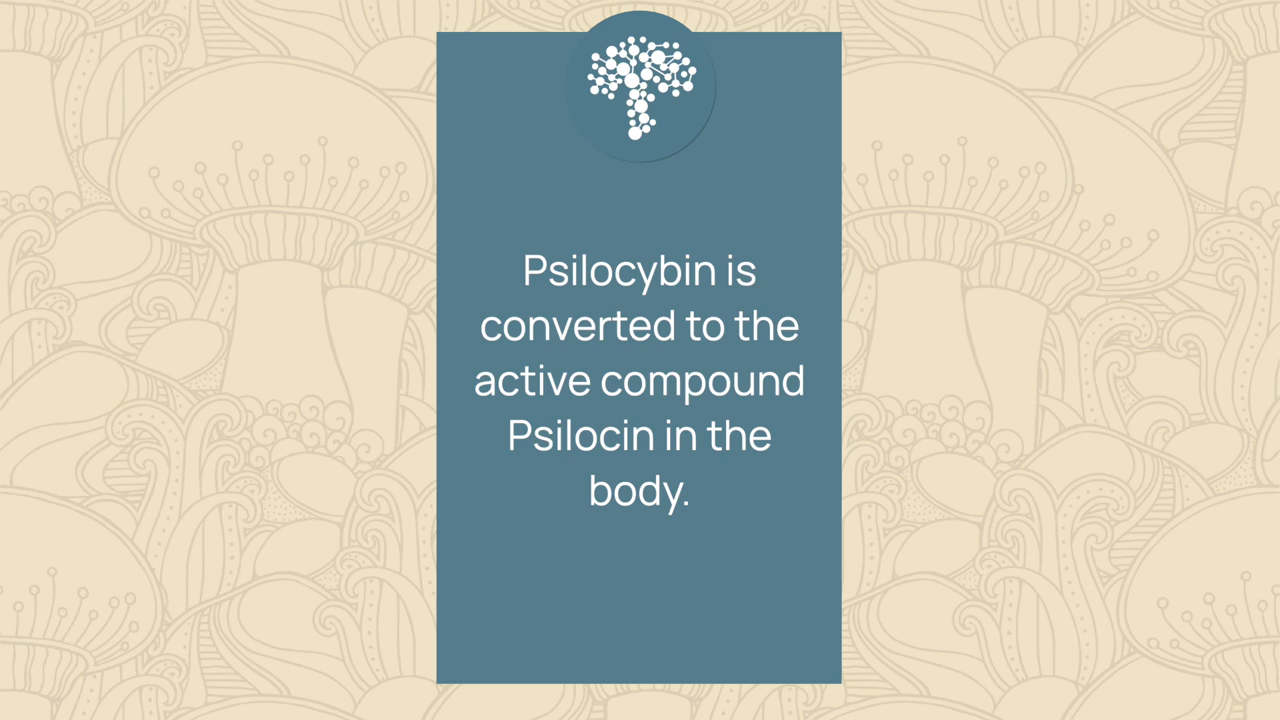 Psilocybin is
converted to the
active compound
Psilocin in the
body.